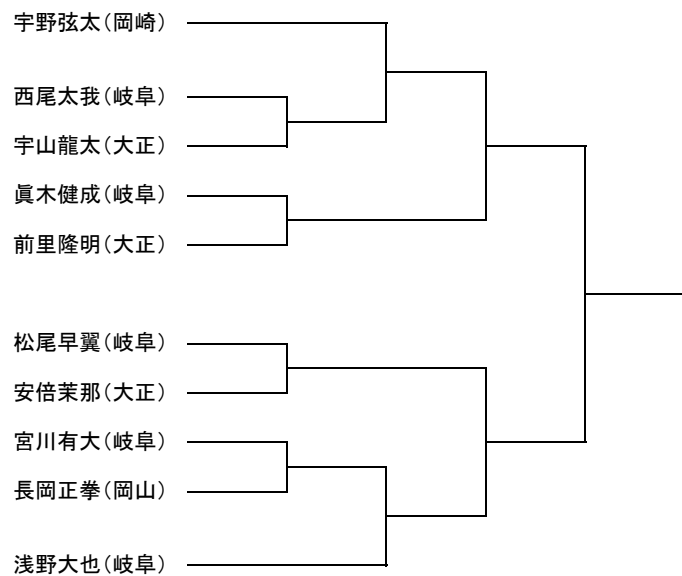 宇野弦太（岡崎）
西尾太我（岐阜）
宇山龍太（大正）
眞木健成（岐阜）
前里隆明（大正）
松尾早翼（岐阜）
安倍茉那（大正）
宮川有大（岐阜）
長岡正拳（岡山）
浅野大也（岐阜）